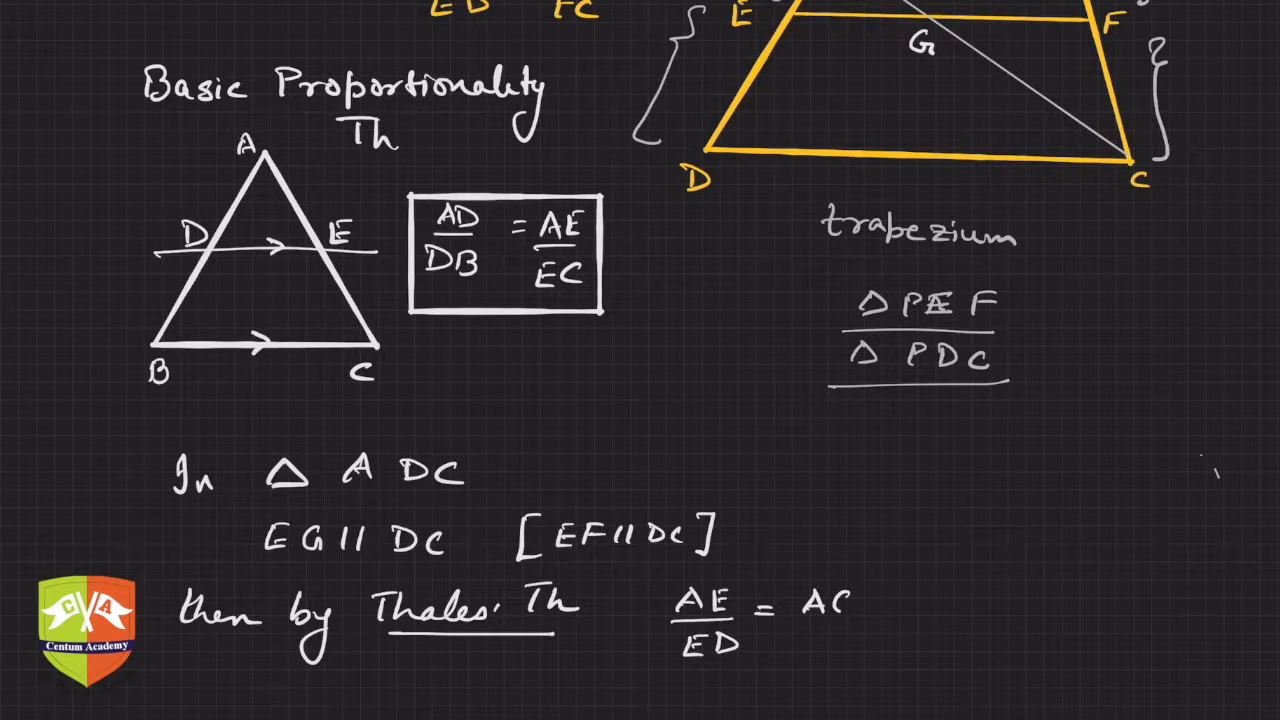 ED FC
E F
G
Basic Proportionality
Th
A
D E
B C
AD/DB = AE/EC
D C
trapezium
Δ PEF
Δ PDC
In Δ ADC
EG || DC [EF || DC]
then by Thales' Th AE/ED = AG
C A
Centum Academy